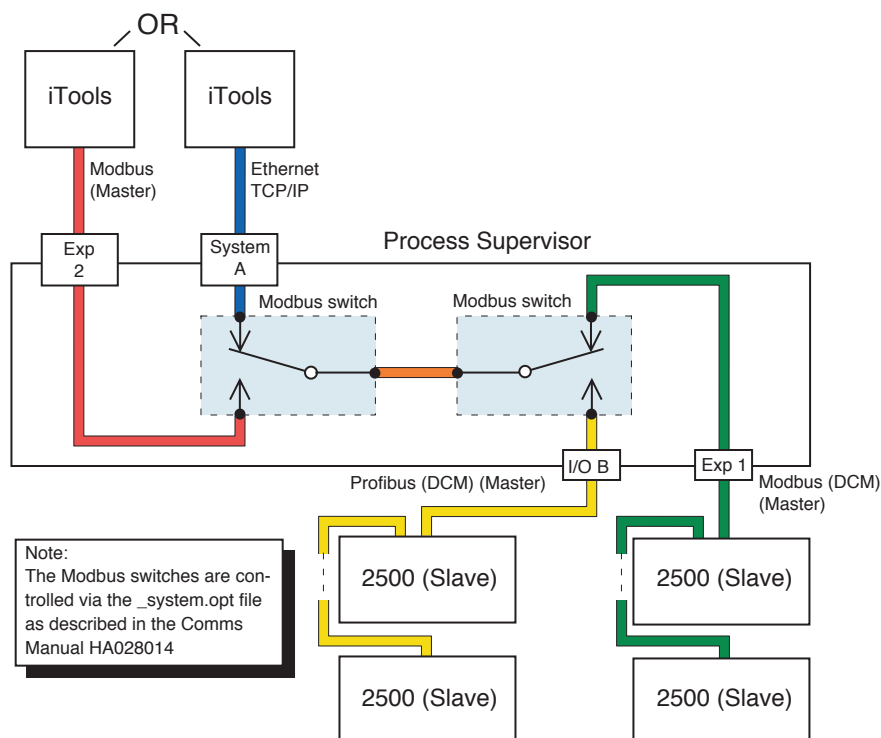 OR
iTools
iTools
Modbus
(Master)
Ethernet
TCP/IP
Exp
2
System
A
Process Supervisor
Modbus switch
Modbus switch
I/O B
Exp 1
Profibus (DCM) (Master)
Modbus (DCM)
(Master)
Note:
The Modbus switches are con-
trolled via the _system.opt file
as described in the Comms
Manual HA028014
2500 (Slave)
2500 (Slave)
2500 (Slave)
2500 (Slave)